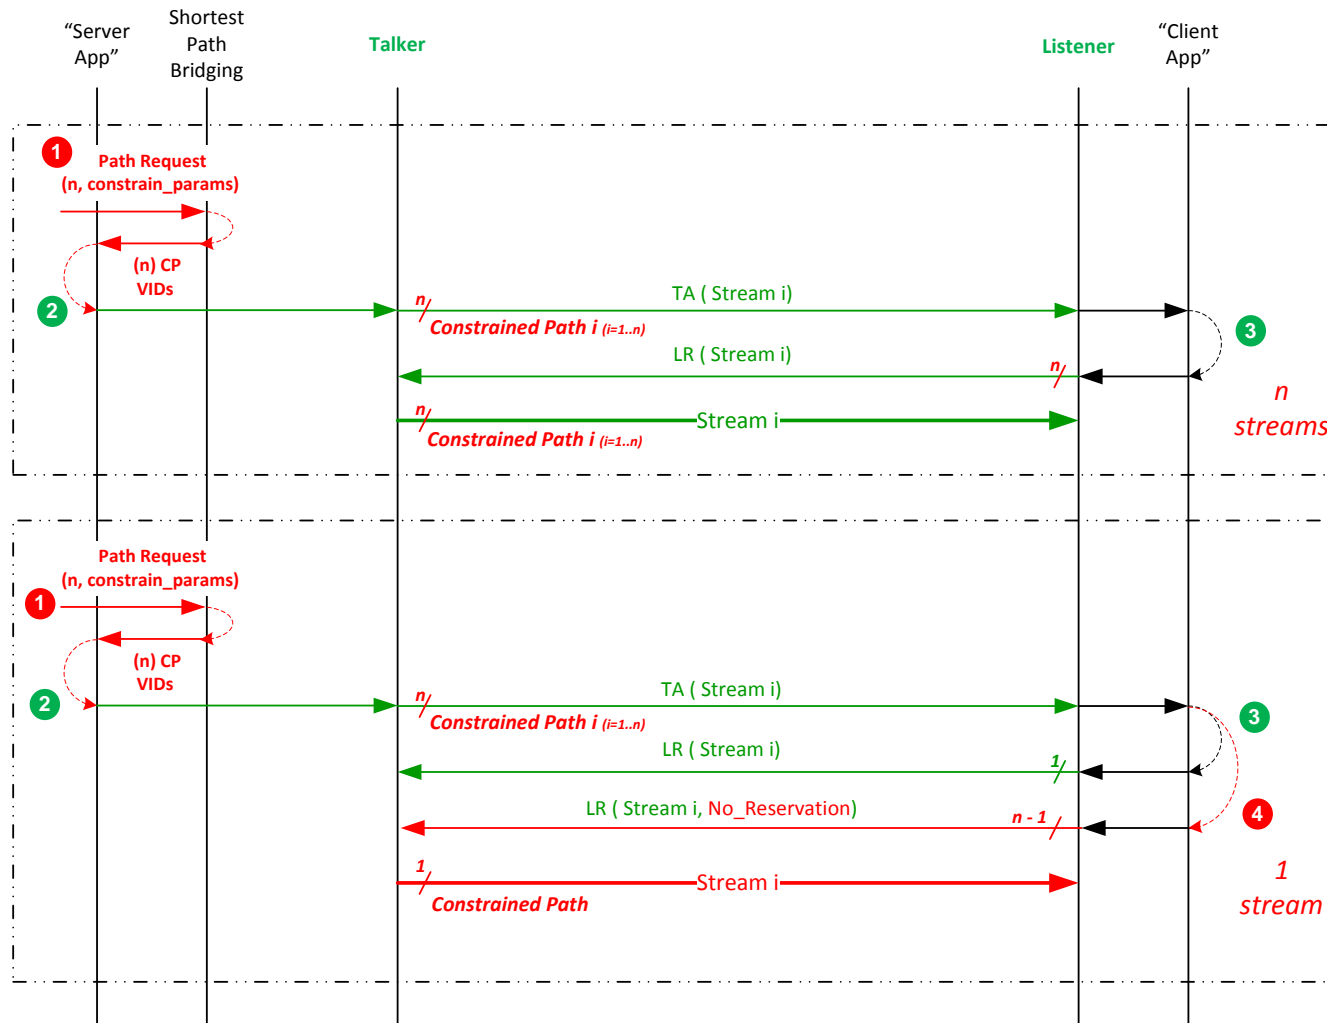 “Server
App”
Shortest
Path
Bridging
Talker
Listener
“Client
App”
1
Path Request
(n, constrain_params)
(n) CP
VIDs
2
n
TA ( Stream i)
Constrained Path i (i=1..n)
3
LR ( Stream i)
n
n
streams
n
Stream i
Constrained Path i (i=1..n)
Path Request
(n, constrain_params)
1
(n) CP
VIDs
2
n
TA ( Stream i)
Constrained Path i (i=1..n)
3
LR ( Stream i)
1
LR ( Stream i, No_Reservation)
n - 1
4
1
Stream i
Constrained Path
1
stream